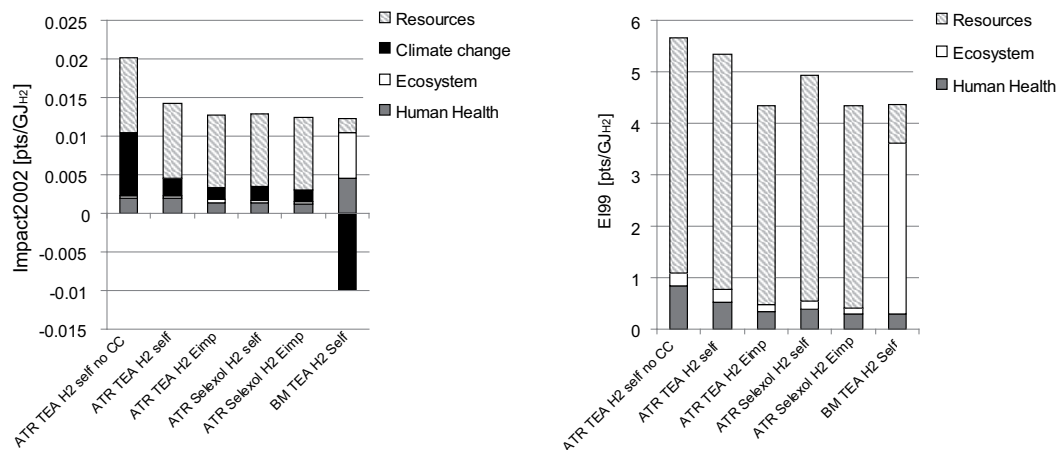 Impact2002 [pts/GJH2]
0.025
0.02
0.015
0.01
0.005
0
-0.005
-0.01
-0.015
ATR TEA H2 self no CC
ATR TEA H2 self
ATR TEA H2 Eimp
ATR Selexol H2 self
ATR Selexol H2 Eimp
BM TEA H2 Self
Resources
Climate change
Ecosystem
Human Health
EI99 [pts/GJH2]
6
5
4
3
2
1
0
ATR TEA H2 self no CC
ATR TEA H2 self
ATR TEA H2 Eimp
ATR Selexol H2 self
ATR Selexol H2 Eimp
BM TEA H2 Self
Resources
Ecosystem
Human Health